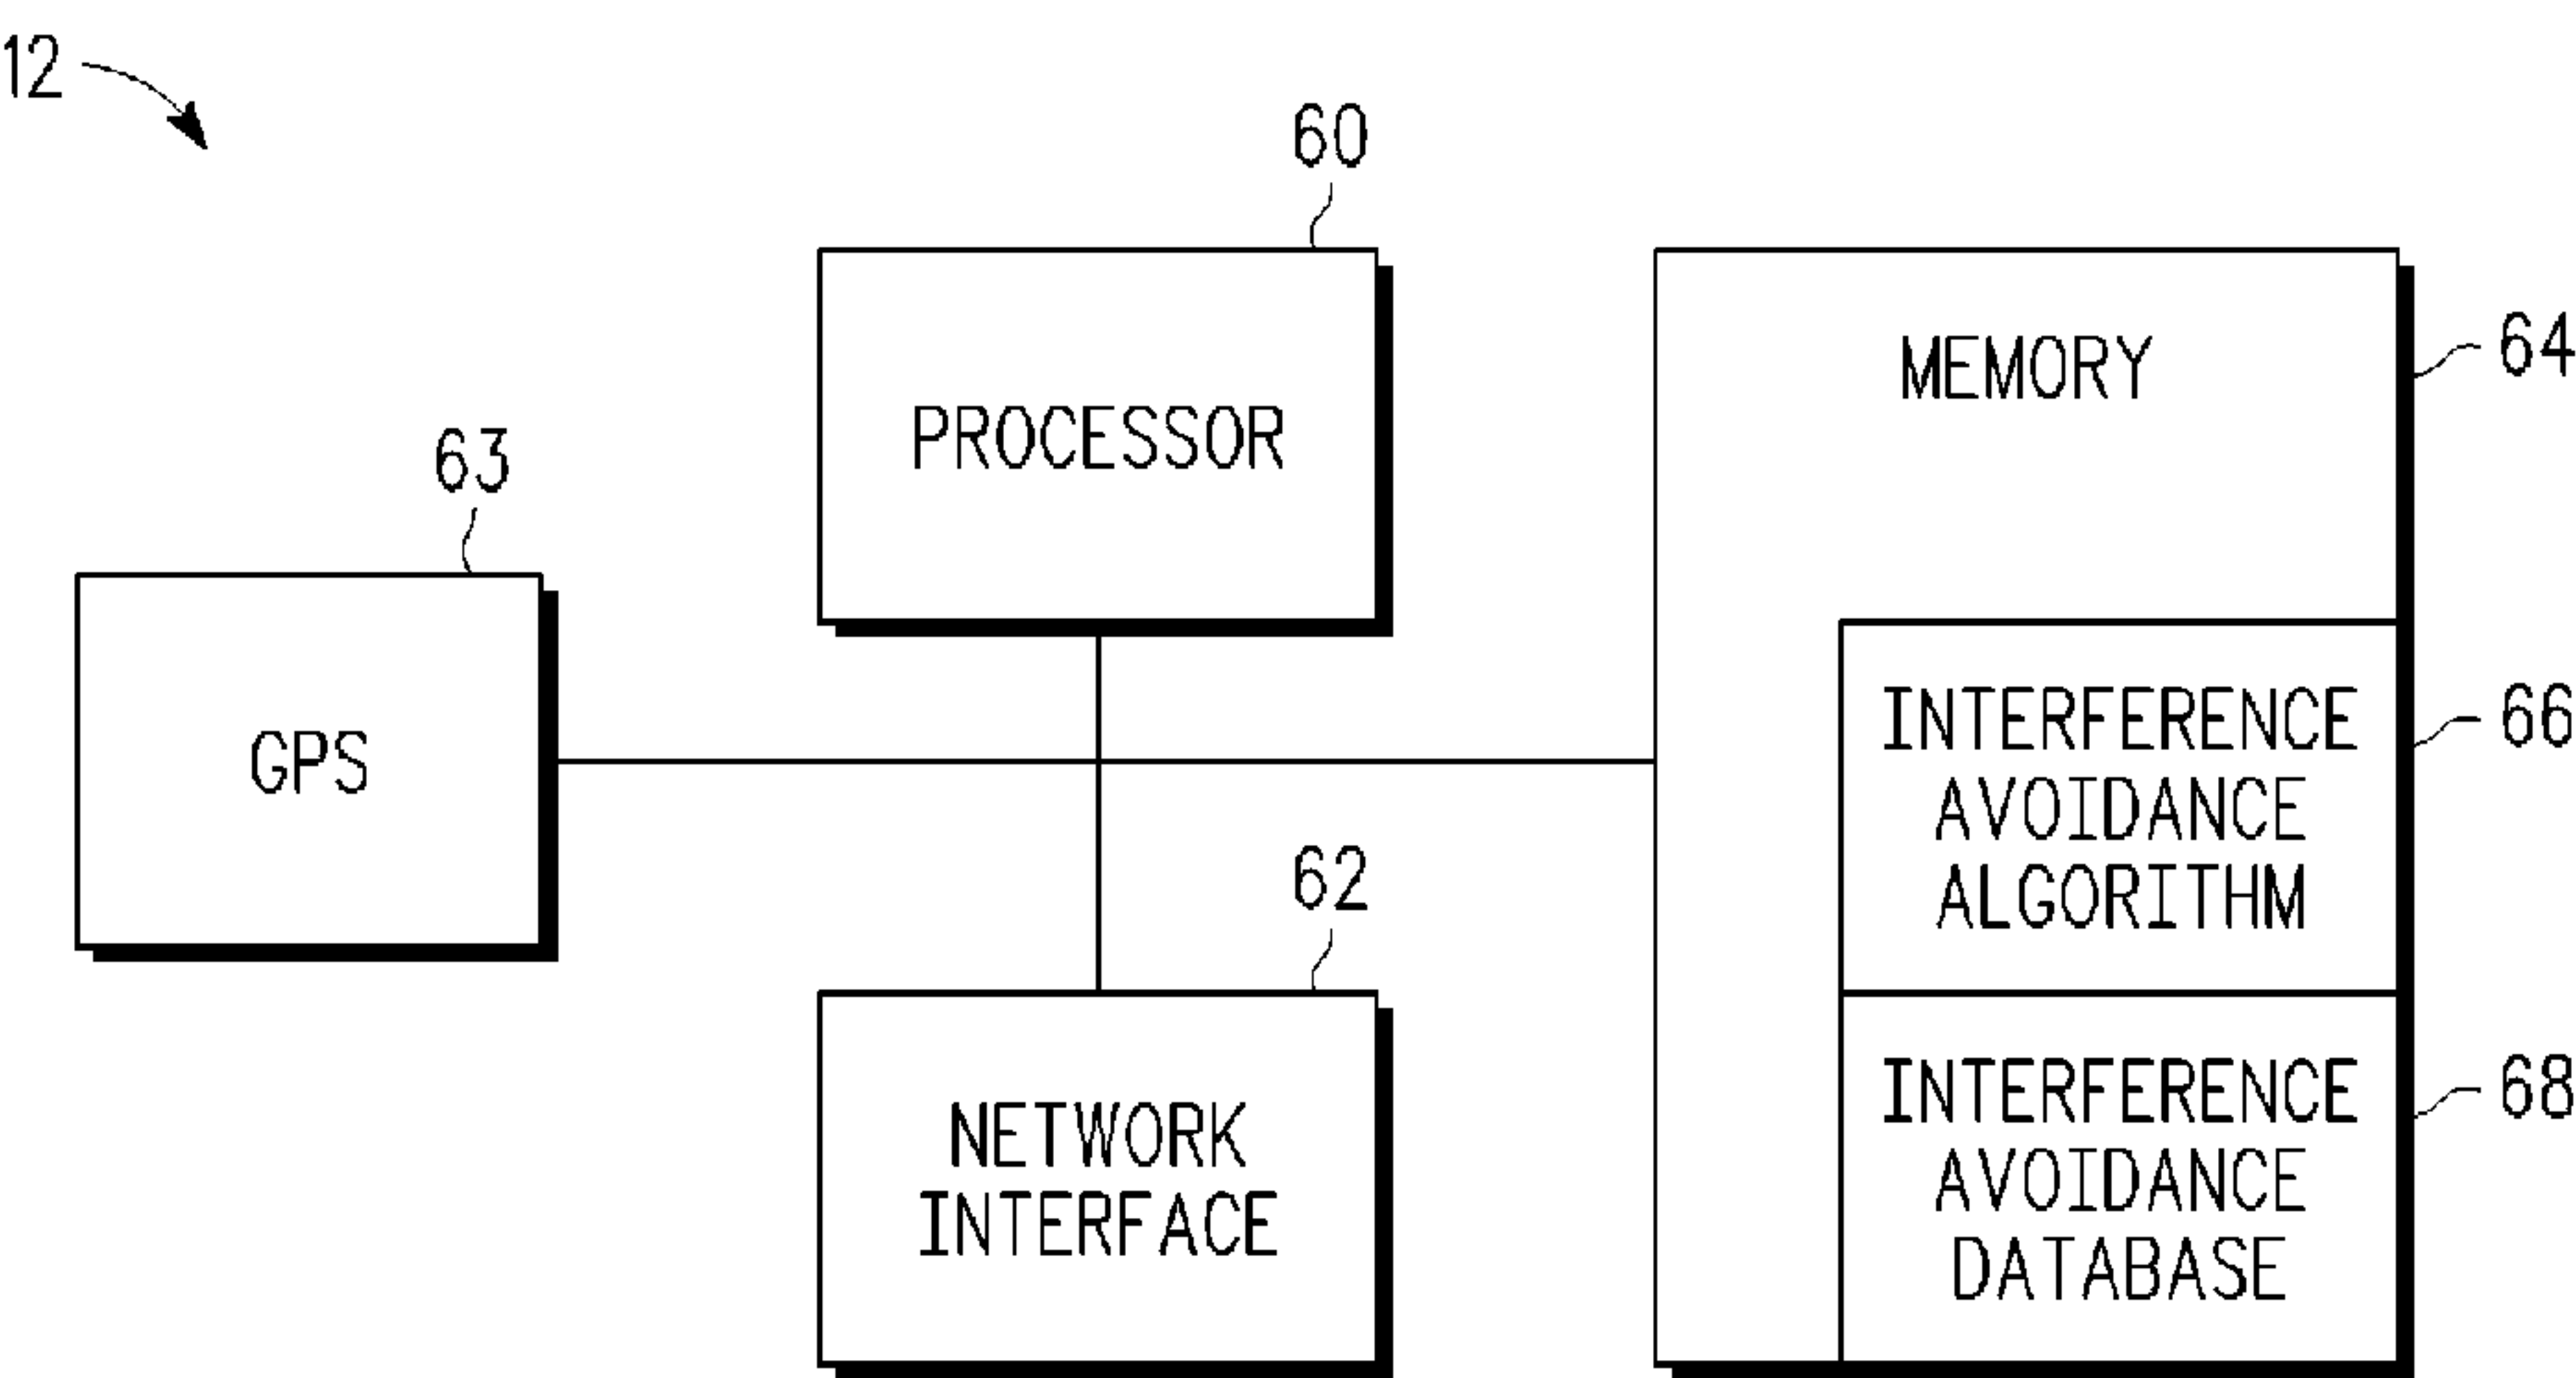 12
60
PROCESSOR
MEMORY
64
63
GPS
INTERFERENCE
AVOIDANCE
ALGORITHM
66
62
NETWORK
INTERFACE
INTERFERENCE
AVOIDANCE
DATABASE
68